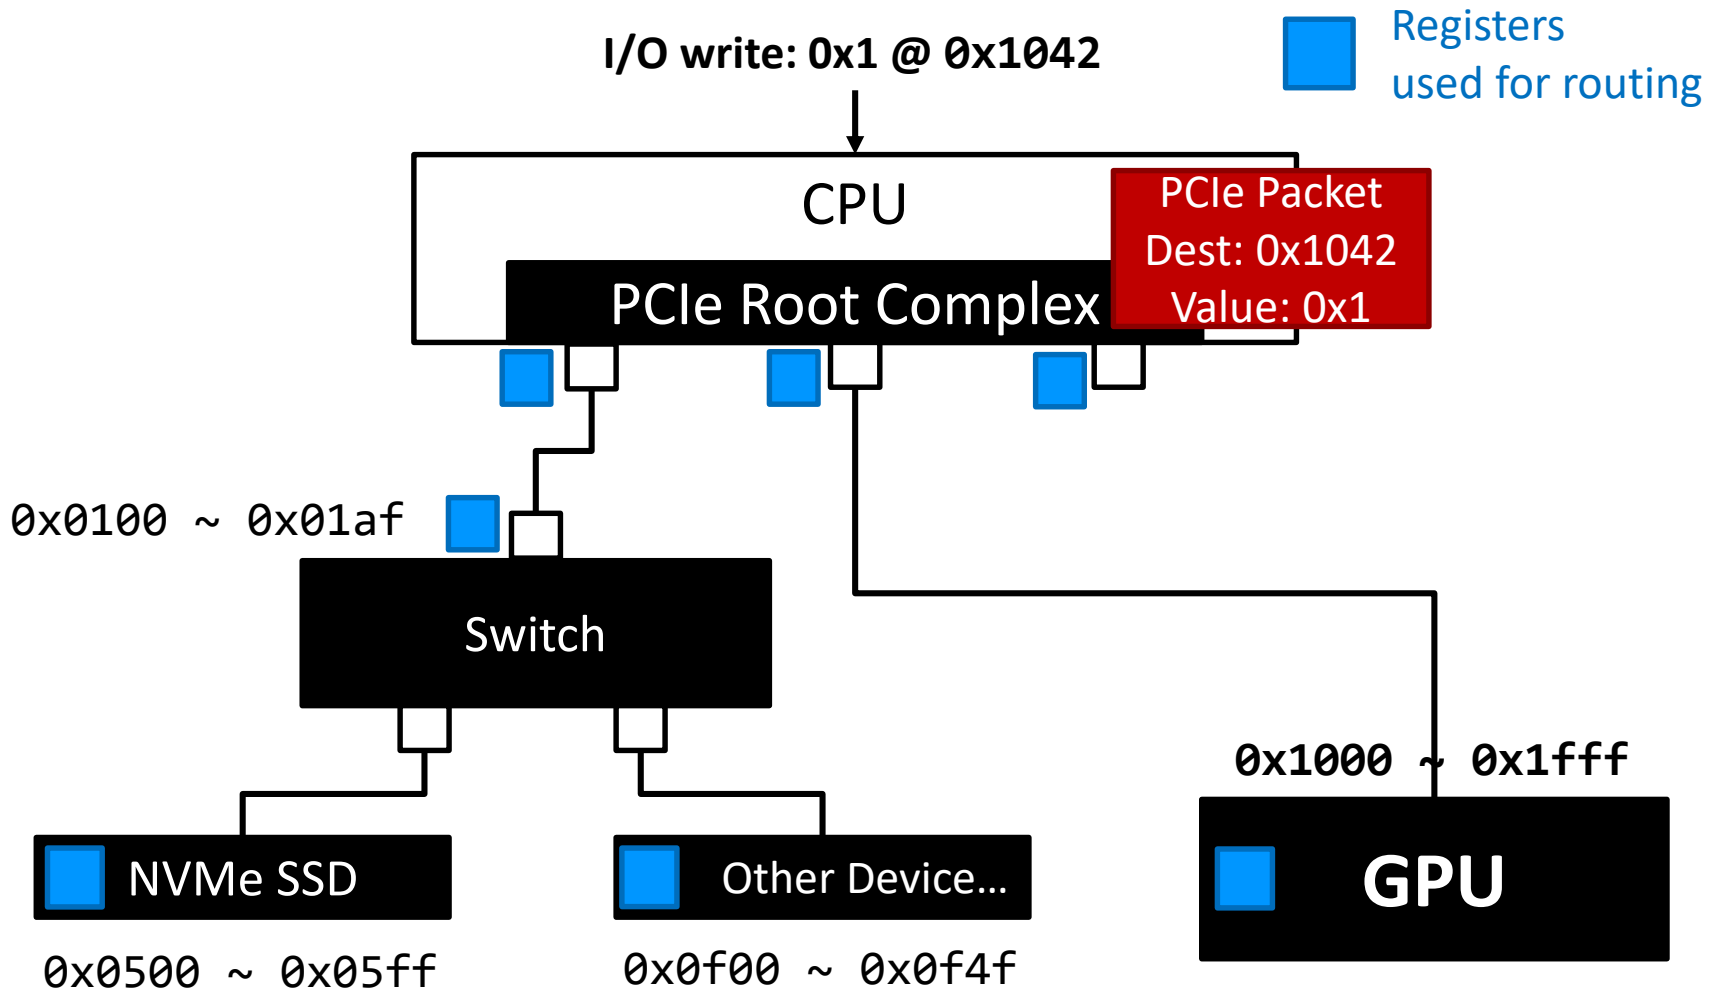 I/O write: 0x1 @ 0x1042
Registers
used for routing
CPU
PCIe Packet
Dest: 0x1042
Value: 0x1
PCIe Root Complex
0x0100 ~ 0x01af
Switch
0x1000 ~ 0x1fff
NVMe SSD
Other Device…
GPU
0x0500 ~ 0x05ff
0x0f00 ~ 0x0f4f